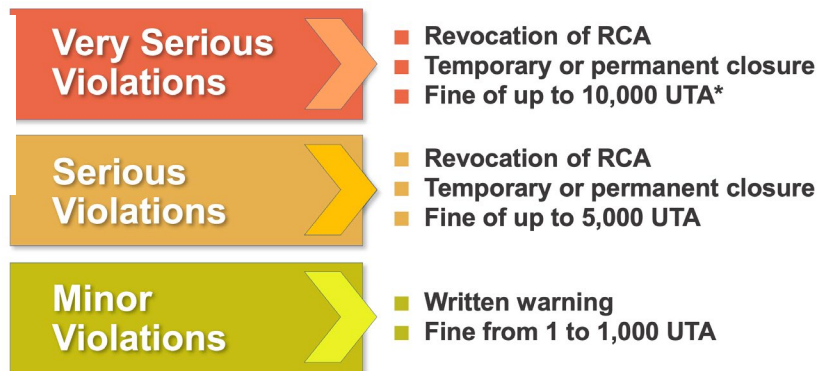 Very Serious
Violations
Revocation of RCA
Temporary or permanent closure
Fine of up to 10,000 UTA*
Serious
Violations
Revocation of RCA
Temporary or permanent closure
Fine of up to 5,000 UTA
Minor
Violations
Written warning
Fine from 1 to 1,000 UTA